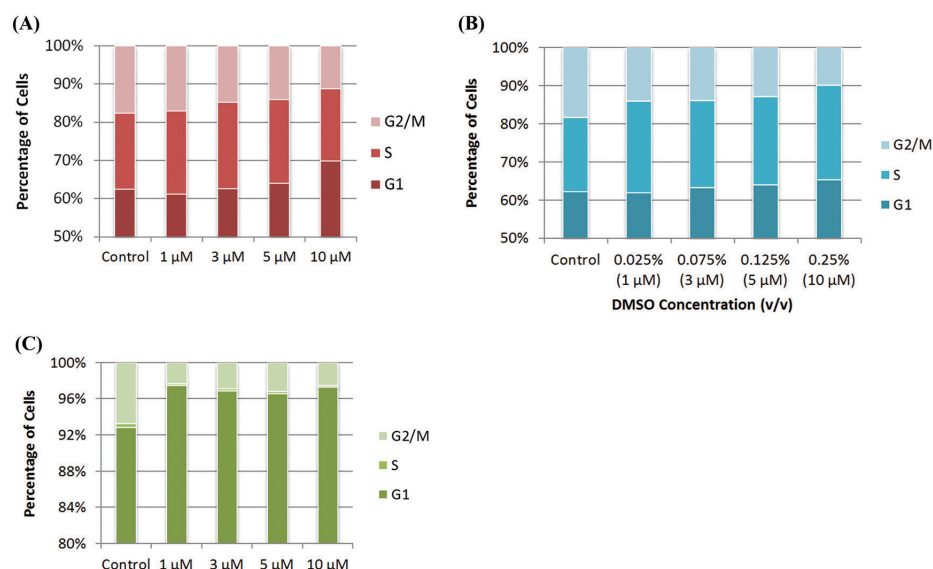 (A)
Percentage of Cells
100%
90%
80%
70%
60%
50%
Control 1 µM 3 µM 5 µM 10 µM
G2/M
S
G1
(B)
Percentage of Cells
100%
90%
80%
70%
60%
50%
Control 0.025% 0.075% 0.125% 0.25%
(1 µM) (3 µM) (5 µM) (10 µM)
DMSO Concentration (v/v)
G2/M
S
G1
(C)
Percentage of Cells
100%
96%
92%
88%
84%
80%
Control 1 µM 3 µM 5 µM 10 µM
G2/M
S
G1